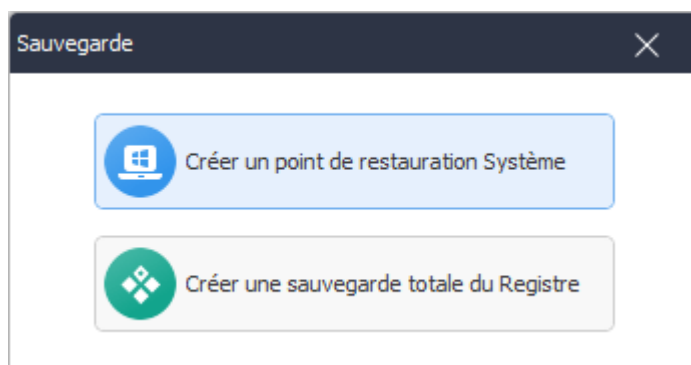 Sauvegarde
Créer un point de restauration Système
Créer une sauvegarde totale du Registre